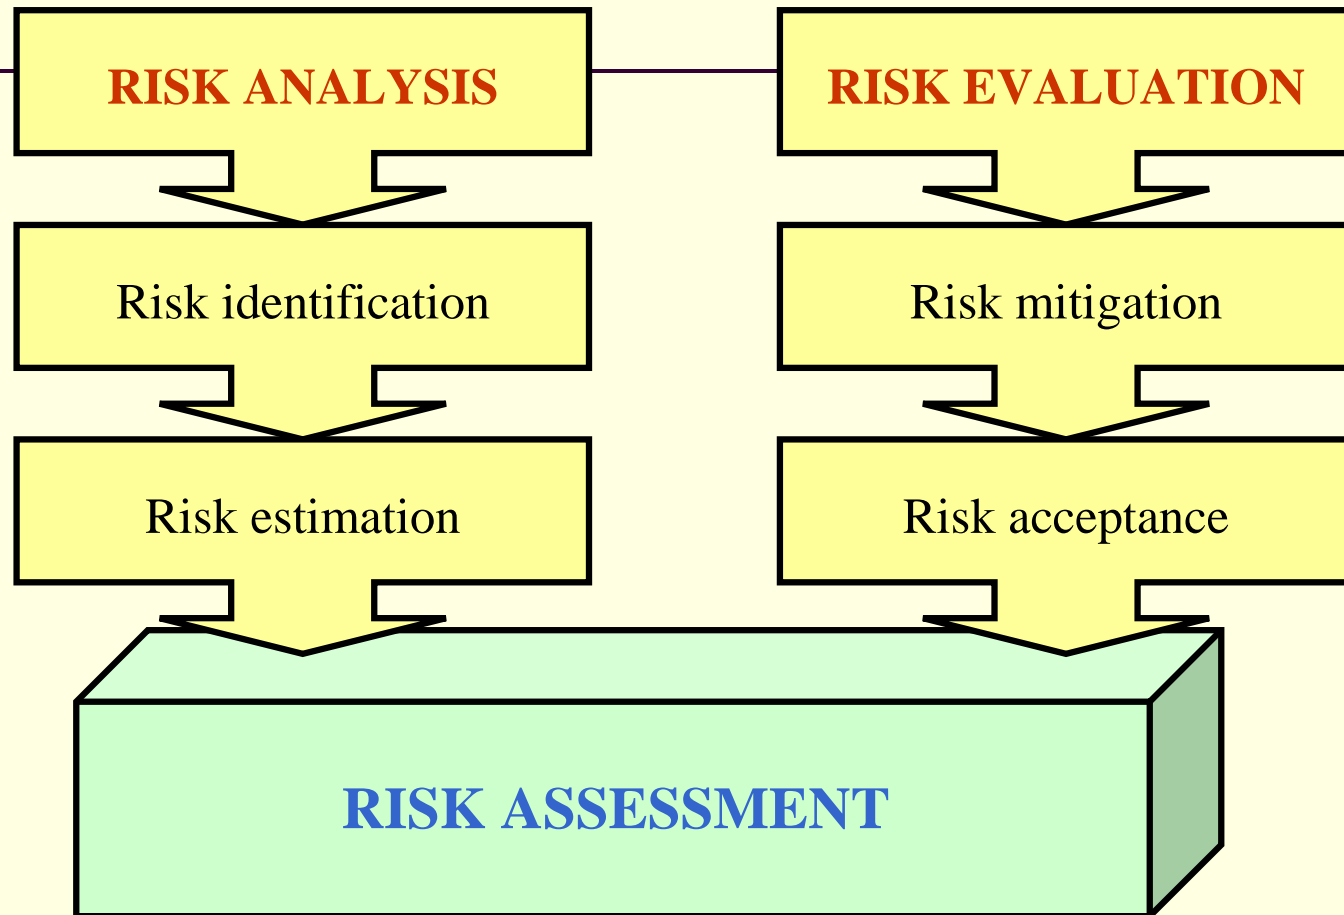 RISK ANALYSIS
Risk identification
Risk estimation
RISK EVALUATION
Risk mitigation
Risk acceptance
RISK ASSESSMENT